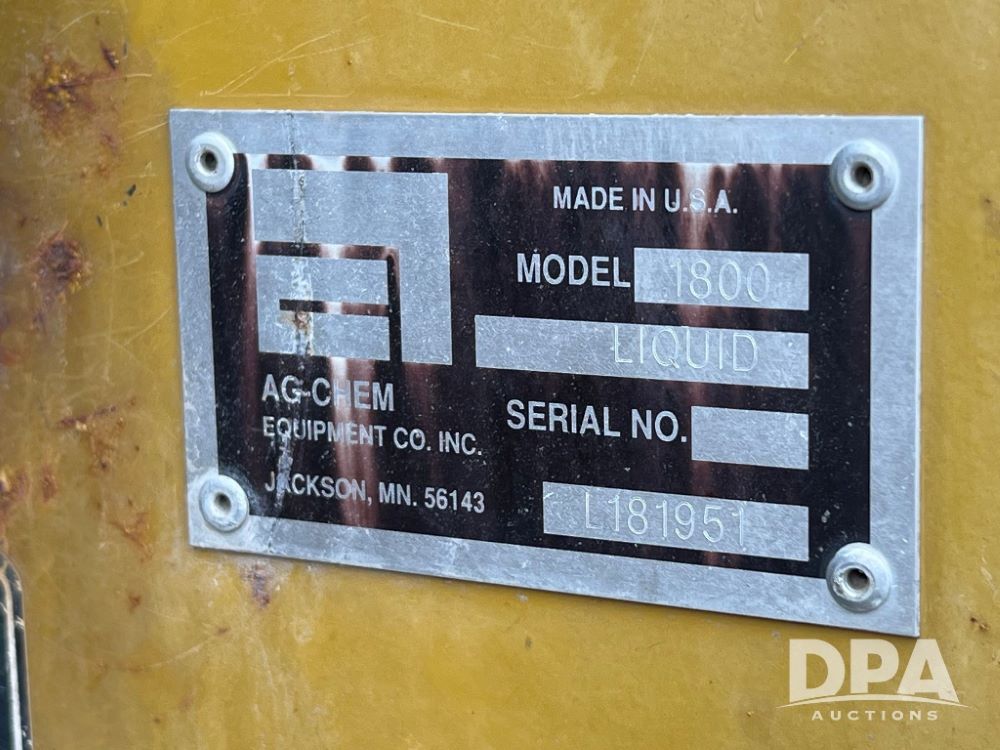 MADE IN U.S.A.
MODEL 1800
LIQUID
AG-CHEM
EQUIPMENT CO. INC.
JACKSON, MN. 56143
SERIAL NO.
L181951
DPA
AUCTIONS